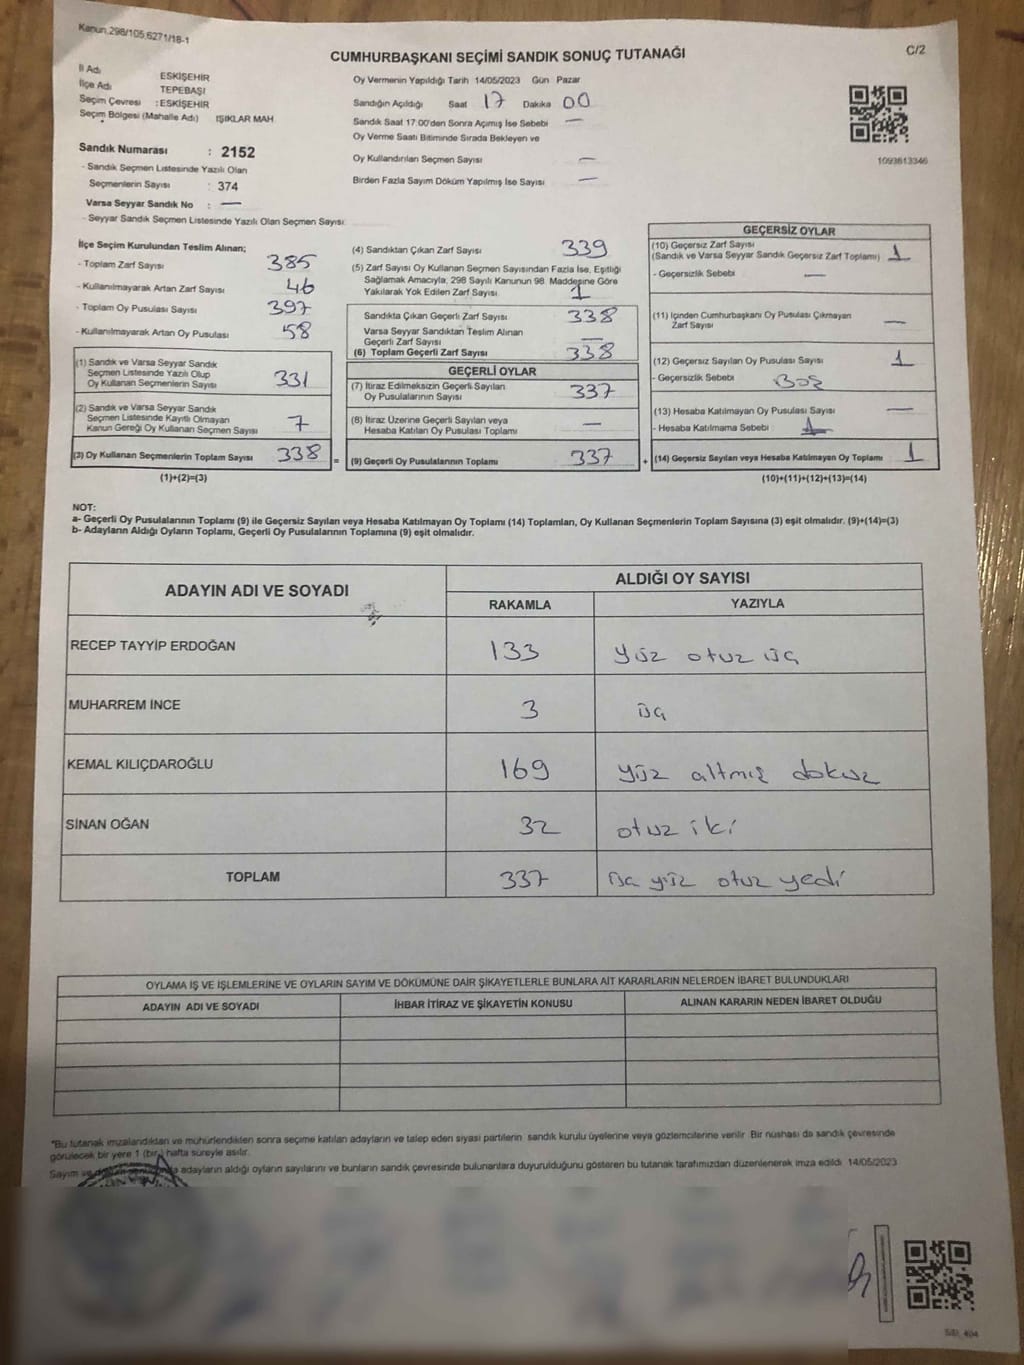 Kanun.298/105,6271/18-1
C/2
CUMHURBAŞKANI SEÇİMİ SANDIK SONUÇ TUTANAĞI
İl Adı ESKİŞEHİR
İlçe Adı TEPEBAŞI
Seçim Çevresi : ESKİŞEHİR
Seçim Bölgesi (Mahalle Adı) IŞIKLAR MAH.
Sandık Numarası : 2152
- Sandık Seçmen Listesinde Yazılı Olan
Seçmenlerin Sayısı : 374
Varsa Seyyar Sandık No : —
- Seyyar Sandık Seçmen Listesinde Yazılı Olan Seçmen Sayısı:
Oy Vermenin Yapıldığı Tarih 14/05/2023 Gün Pazar
Sandığın Açıldığı Saat 17 Dakika 00
Sandık Saat 17:00'den Sonra Açımış İse Sebebi —
Oy Verme Saati Bitiminde Sırada Bekleyen ve
Oy Kullandırılan Seçmen Sayısı —
Birden Fazla Sayım Döküm Yapılmış İse Sayısı —
1093613346
İlçe Seçim Kurulundan Teslim Alınan;
- Toplam Zarf Sayısı 385
- Kullanılmayarak Artan Zarf Sayısı 46
- Toplam Oy Pusulası Sayısı 397
- Kullanılmayarak Artan Oy Pusulası 58
(1) Sandık ve Varsa Seyyar Sandık
Seçmen Listesinde Yazılı Olup
Oy Kullanan Seçmenlerin Sayısı 331
(2) Sandık ve Varsa Seyyar Sandık
Seçmen Listesinde Kayıtlı Olmayan
Kanun Gereği Oy Kullanan Seçmen Sayısı 7
(3) Oy Kullanan Seçmenlerin Toplam Sayısı 338 =
(1)+(2)=(3)
(4) Sandıktan Çıkan Zarf Sayısı 339
(5) Zarf Sayısı Oy Kullanan Seçmen Sayısından Fazla İse, Eşitliği
Sağlamak Amacıyla, 298 Sayılı Kanunun 98. Maddesine Göre
Yakılarak Yok Edilen Zarf Sayısı 1
Sandıkta Çıkan Geçerli Zarf Sayısı 338
Varsa Seyyar Sandıktan Teslim Alınan
Geçerli Zarf Sayısı —
(6) Toplam Geçerli Zarf Sayısı 338
GEÇERLİ OYLAR
(7) İtiraz Edilmeksizin Geçerli Sayılan
Oy Pusulalarının Sayısı 337
(8) İtiraz Üzerine Geçerli Sayılan veya
Hesaba Katılan Oy Pusulası Toplamı —
(9) Geçerli Oy Pusulalarının Toplamı 337 +
GEÇERSİZ OYLAR
(10) Geçersiz Zarf Sayısı
(Sandık ve Varsa Seyyar Sandık Geçersiz Zarf Toplamı) 1
- Geçersizlik Sebebi —
(11) İçinden Cumhurbaşkanı Oy Pusulası Çıkmayan
Zarf Sayısı —
(12) Geçersiz Sayılan Oy Pusulası Sayısı 1
- Geçersizlik Sebebi Boş
(13) Hesaba Katılmayan Oy Pusulası Sayısı —
- Hesaba Katılmama Sebebi
(14) Geçersiz Sayılan veya Hesaba Katılmayan Oy Toplamı 1
(10)+(11)+(12)+(13)=(14)
NOT:
a- Geçerli Oy Pusulalarının Toplamı (9) ile Geçersiz Sayılan veya Hesaba Katılmayan Oy Toplamı (14) Toplamları, Oy Kullanan Seçmenlerin Toplam Sayısına (3) eşit olmalıdır. (9)+(14)=(3)
b- Adayların Aldığı Oyların Toplamı, Geçerli Oy Pusulalarının Toplamına (9) eşit olmalıdır.
ADAYIN ADI VE SOYADI ALDIĞI OY SAYISI
RAKAMLA YAZIYLA
RECEP TAYYİP ERDOĞAN 133 yüz otuz üç
MUHARREM İNCE 3 üç
KEMAL KILIÇDAROĞLU 169 yüz altmış dokuz
SİNAN OĞAN 32 otuz iki
TOPLAM 337 üç yüz otuz yedi
OYLAMA İŞ VE İŞLEMLERİNE VE OYLARIN SAYIM VE DÖKÜMÜNE DAİR ŞİKAYETLERLE BUNLARA AİT KARARLARIN NELERDEN İBARET BULUNDUKLARI
ADAYIN ADI VE SOYADI İHBAR İTİRAZ VE ŞİKAYETİN KONUSU ALINAN KARARIN NEDEN İBARET OLDUĞU
*Bu tutanak imzalandıktan ve mühürlendikten sonra seçime katılan adayların ve talep eden siyasi partilerin sandık kurulu üyelerine veya gözlemcilerine verilir. Bir nüshası da sandık çevresinde
görülecek bir yere 1 (bir) hafta süreyle asılır.
Sayım ve adayların aldığı oyların sayılarını ve bunların sandık çevresinde bulunanlara duyurulduğunu gösteren bu tutanak tarafımızdan düzenlenerek imza edildi. 14/05/2023